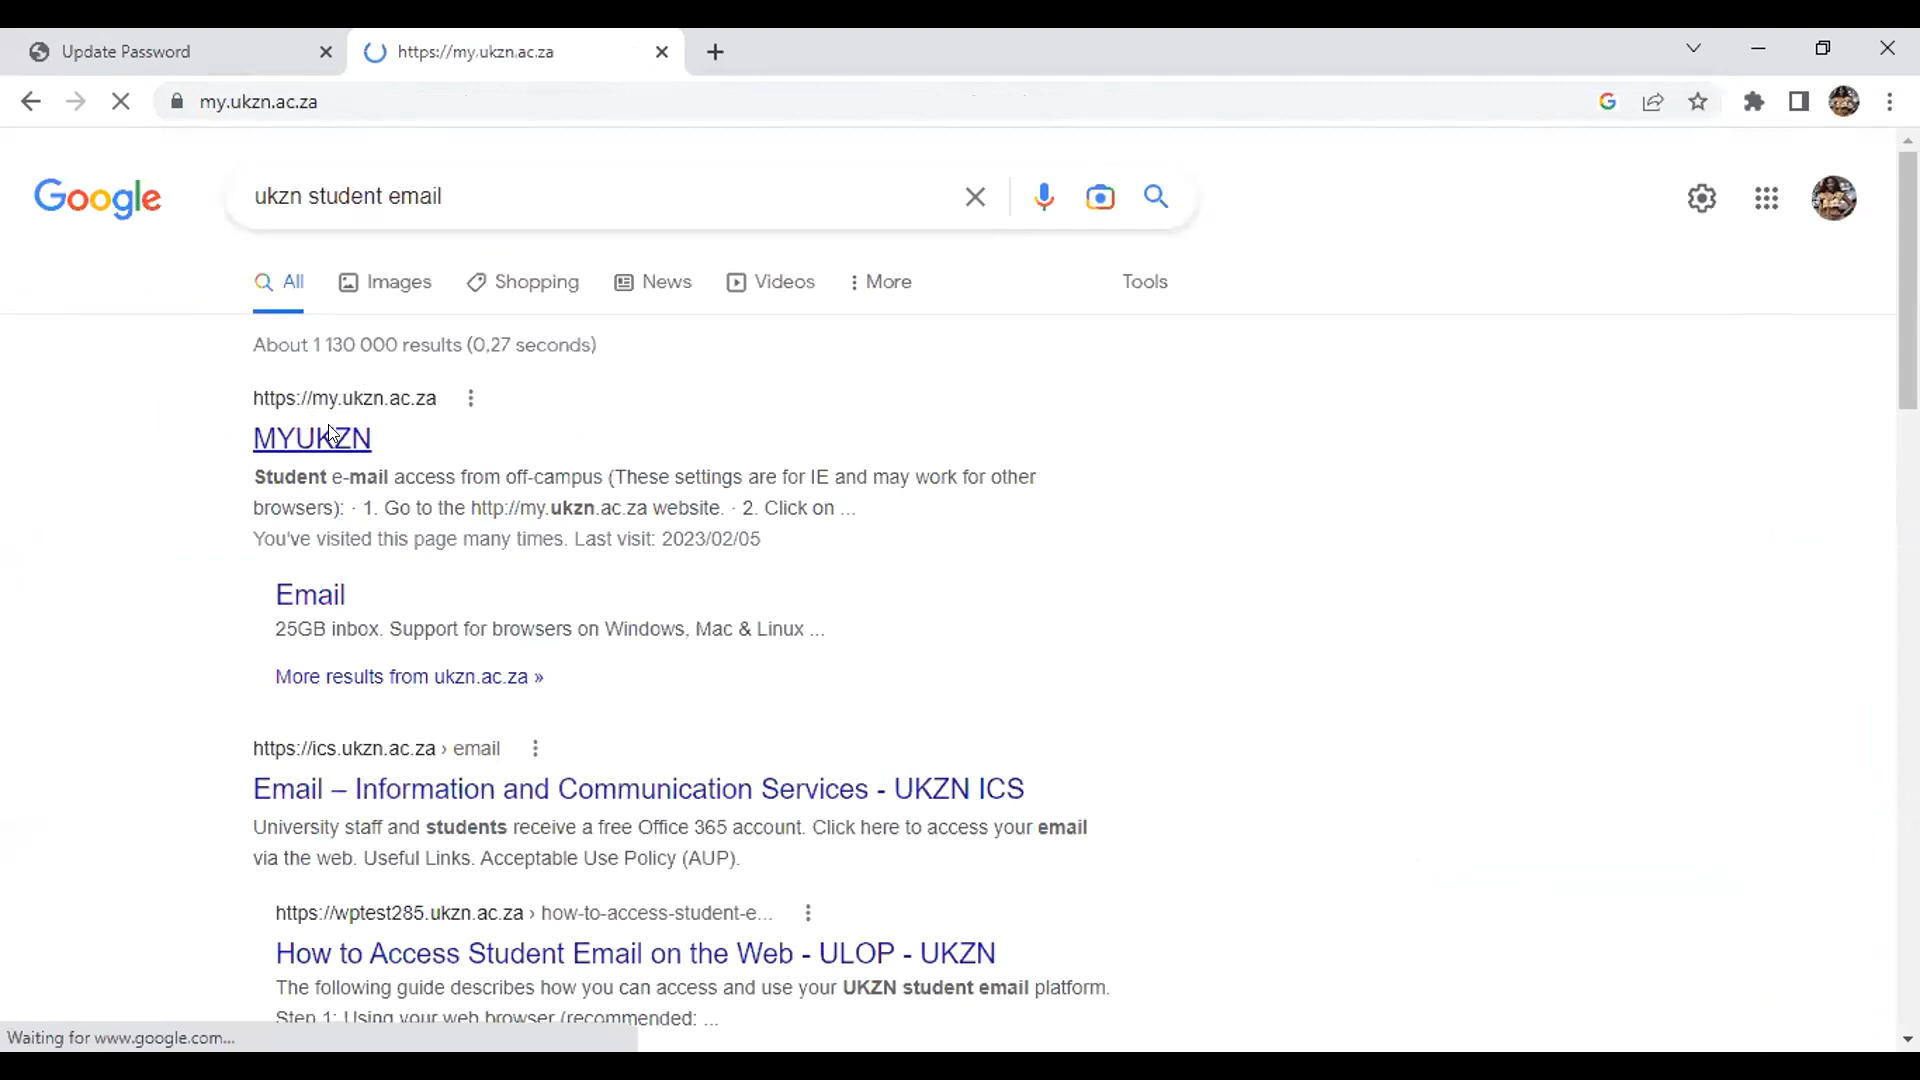 Update Password
https://my.ukzn.ac.za
my.ukzn.ac.za
Google
ukzn student email
All Images Shopping News Videos More Tools
About 1 130 000 results (0,27 seconds)
https://my.ukzn.ac.za
MYUKZN
Student e-mail access from off-campus (These settings are for IE and may work for other
browsers): · 1. Go to the http://my.ukzn.ac.za website. · 2. Click on ...
You've visited this page many times. Last visit: 2023/02/05
Email
25GB inbox. Support for browsers on Windows, Mac & Linux ...
More results from ukzn.ac.za »
https://ics.ukzn.ac.za › email
Email – Information and Communication Services - UKZN ICS
University staff and students receive a free Office 365 account. Click here to access your email
via the web. Useful Links. Acceptable Use Policy (AUP).
https://wptest285.ukzn.ac.za › how-to-access-student-e...
How to Access Student Email on the Web - ULOP - UKZN
The following guide describes how you can access and use your UKZN student email platform.
Step 1: Using your web browser (recommended: ...
Waiting for www.google.com...